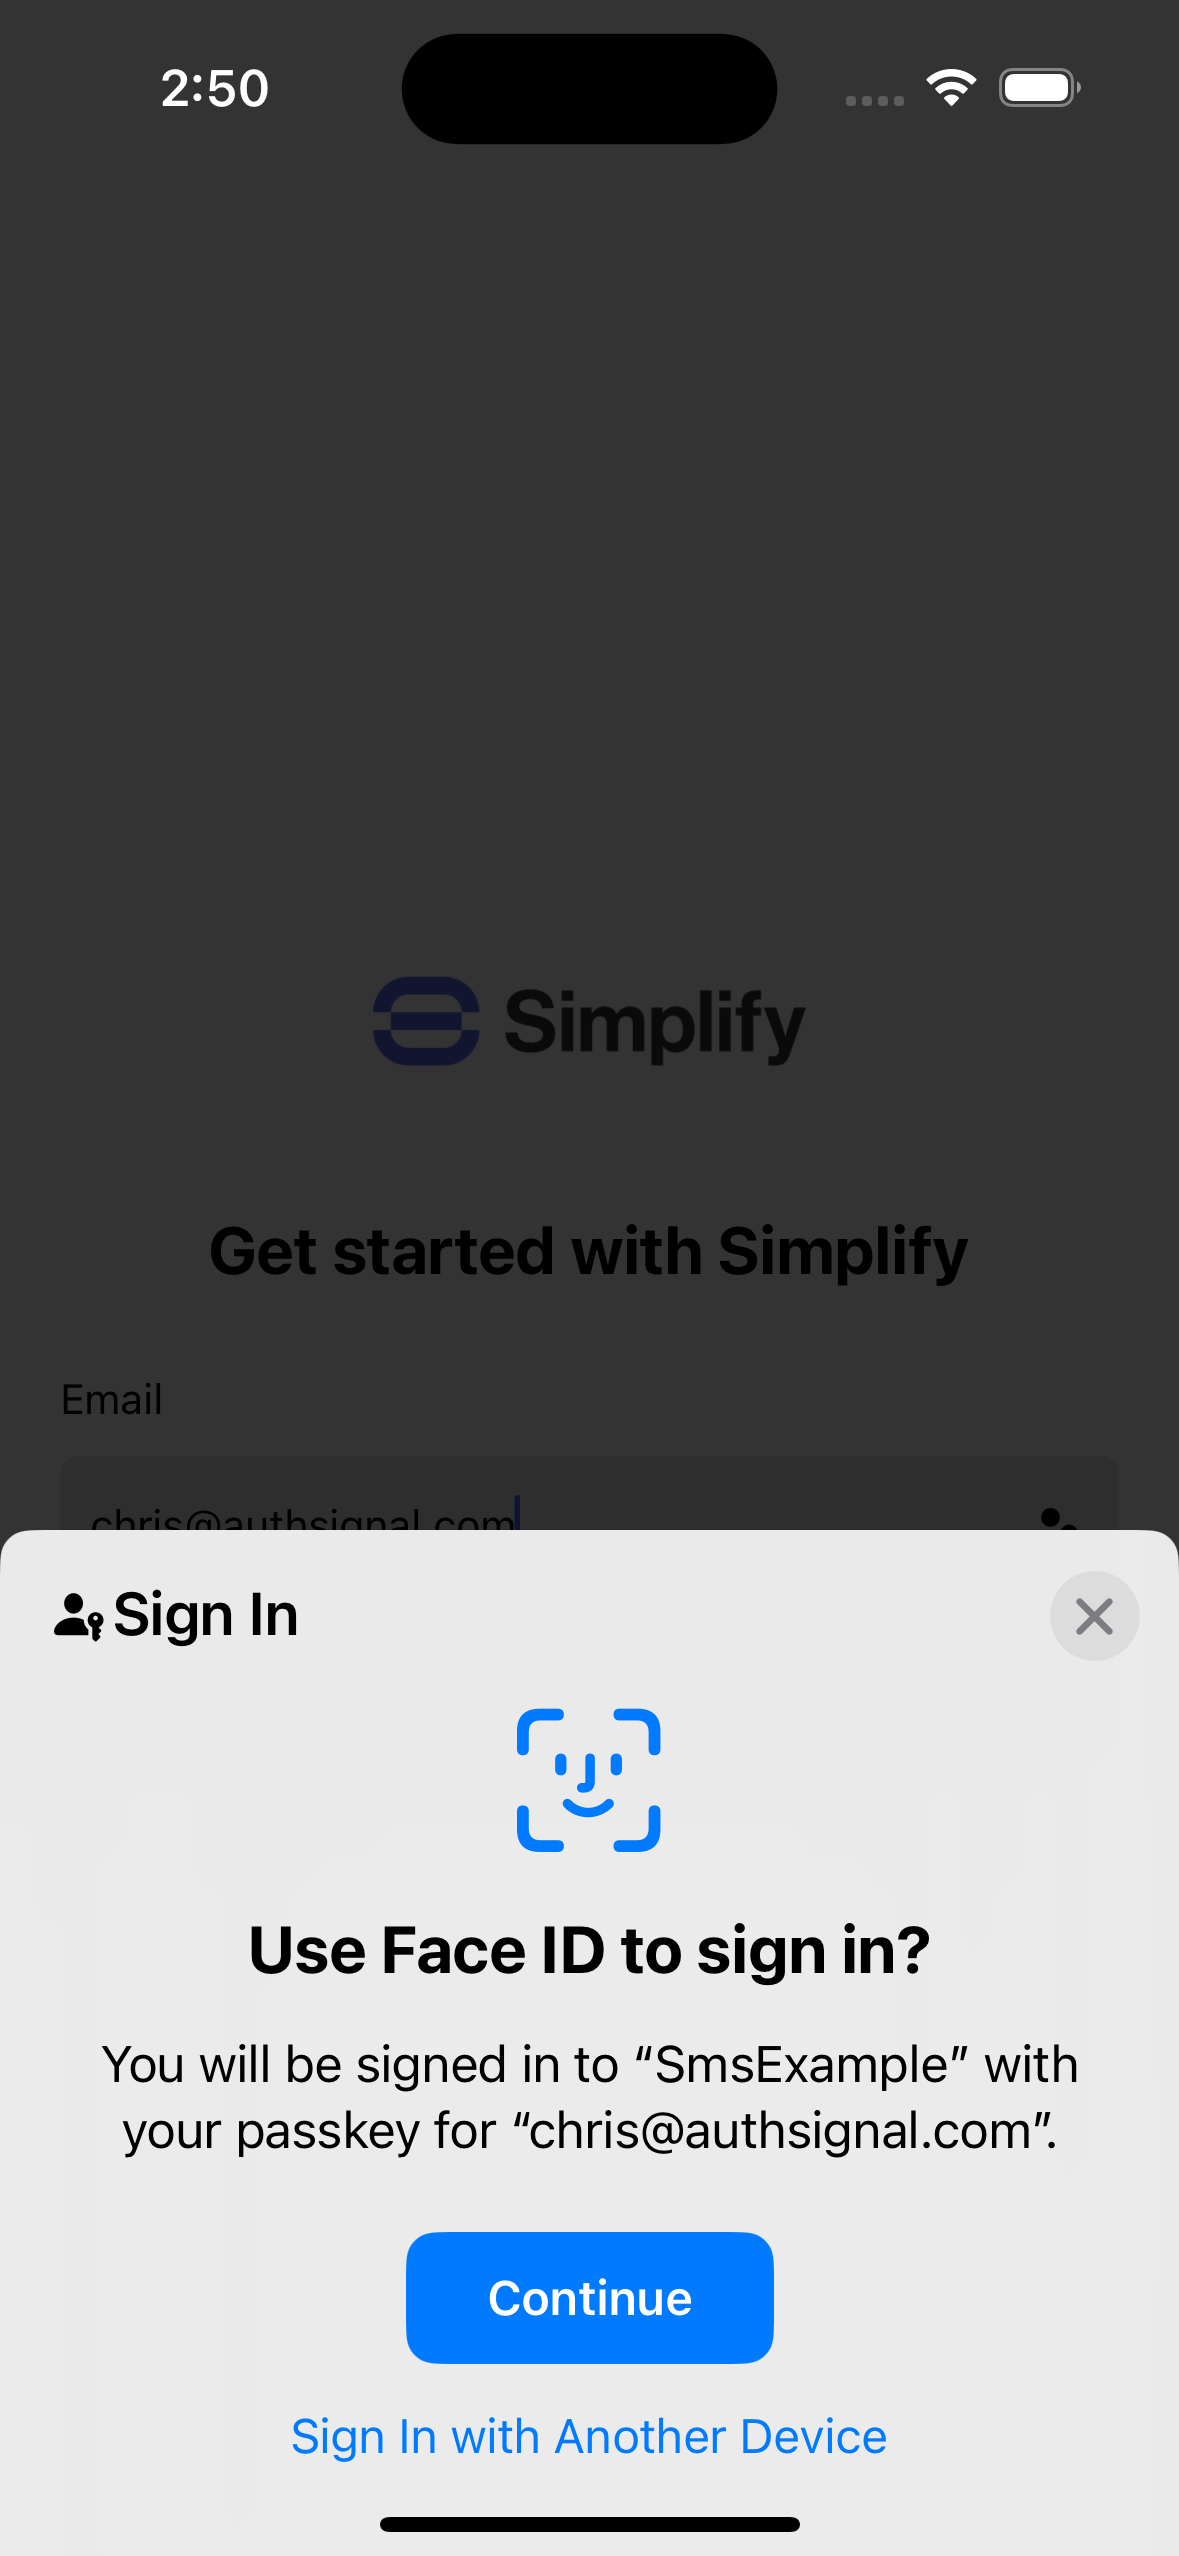 2:50
Simplify
Get started with Simplify
Email
chris@authsignal.com
Sign In
Use Face ID to sign in?
You will be signed in to “SmsExample” with
your passkey for “chris@authsignal.com”.
Continue
Sign In with Another Device